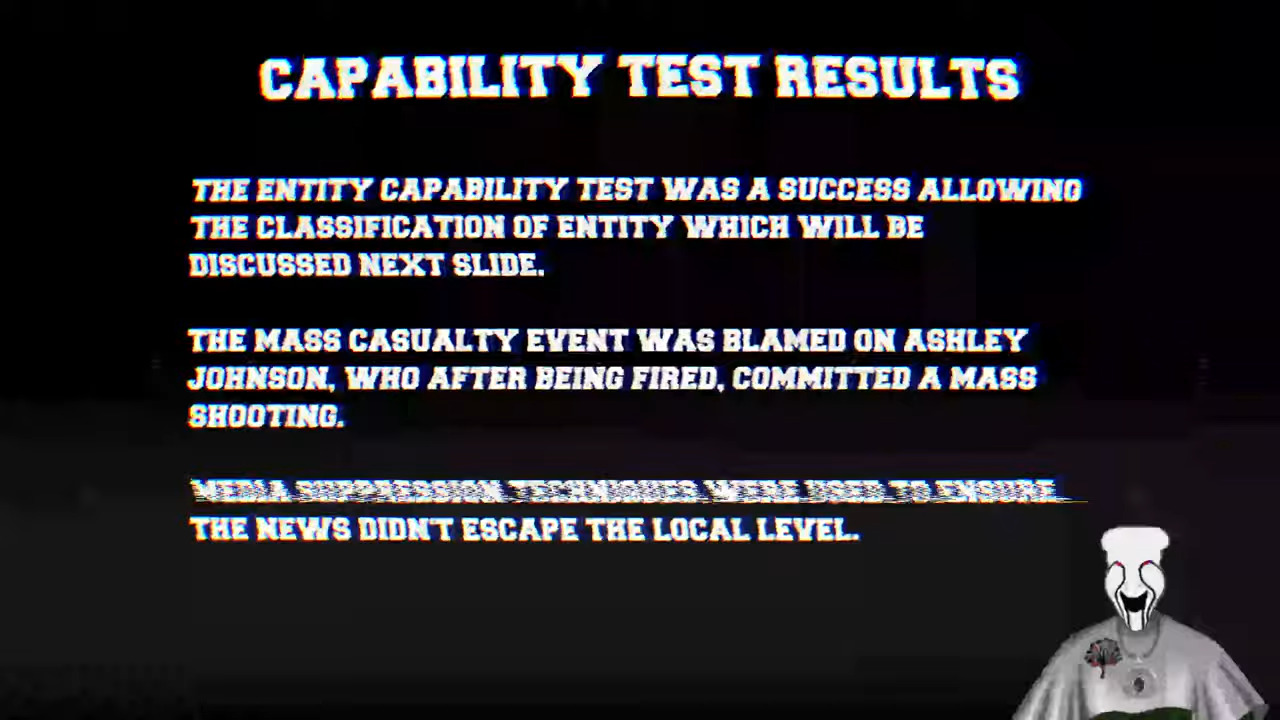 CAPABILITY TEST RESULTS
THE ENTITY CAPABILITY TEST WAS A SUCCESS ALLOWING
THE CLASSIFICATION OF ENTITY WHICH WILL BE
DISCUSSED NEXT SLIDE.
THE MASS CASUALTY EVENT WAS BLAMED ON ASHLEY
JOHNSON, WHO AFTER BEING FIRED, COMMITTED A MASS
SHOOTING.
MEDIA SUPPRESSION TECHNIQUES WERE USED TO ENSURE
THE NEWS DIDN'T ESCAPE THE LOCAL LEVEL.